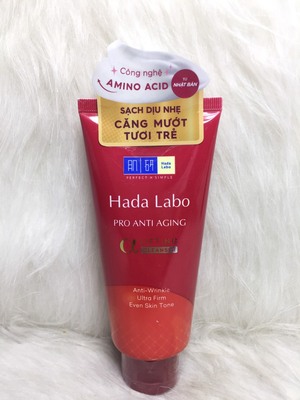 Công nghệ
AMINO ACID
từ
NHẬT BẢN
SẠCH DỊU NHẸ
CĂNG MƯỚT
TƯƠI TRẺ
Hada
Labo
PERFECT × SIMPLE
Hada Labo
PRO ANTI AGING
Anti-Wrinkle
Ultra Firm
Even Skin Tone